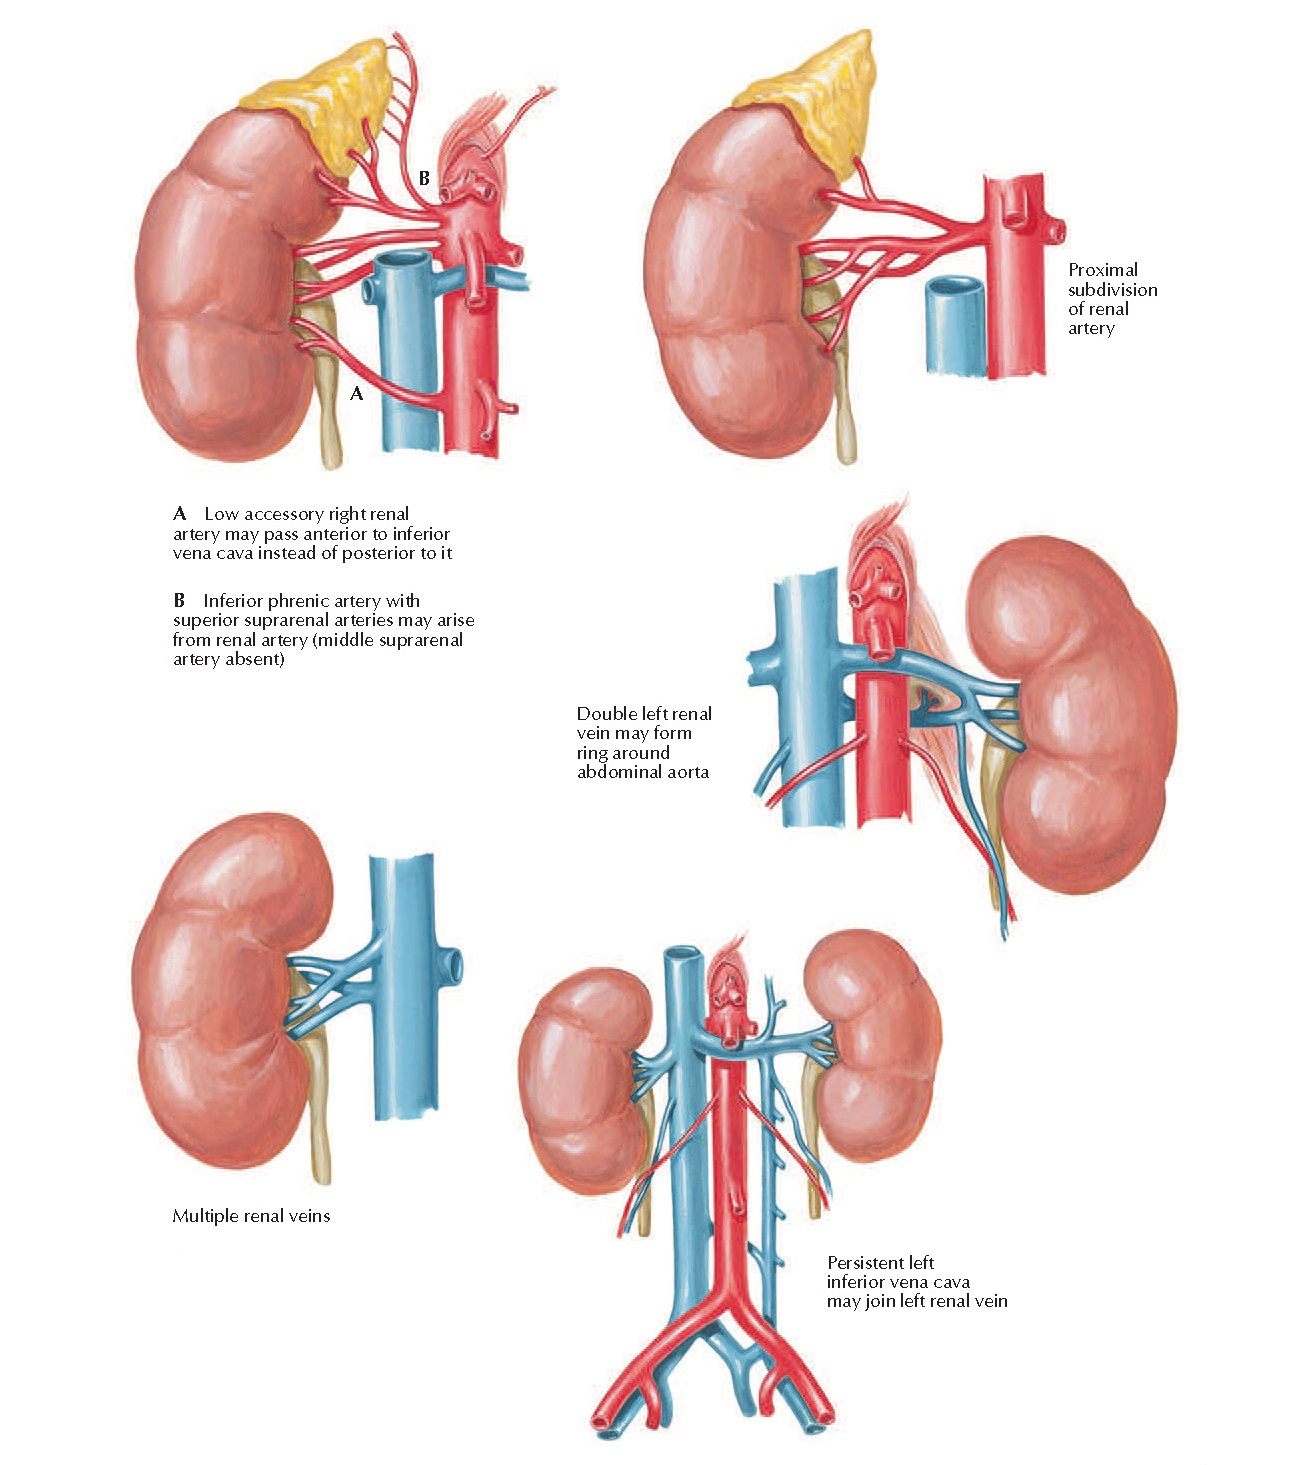 B
A
Proximal
subdivision
of renal
artery
A Low accessory right renal
artery may pass anterior to inferior
vena cava instead of posterior to it
B Inferior phrenic artery with
superior suprarenal arteries may arise
from renal artery (middle suprarenal
artery absent)
Double left renal
vein may form
ring around
abdominal aorta
Multiple renal veins
Persistent left
inferior vena cava
may join left renal vein